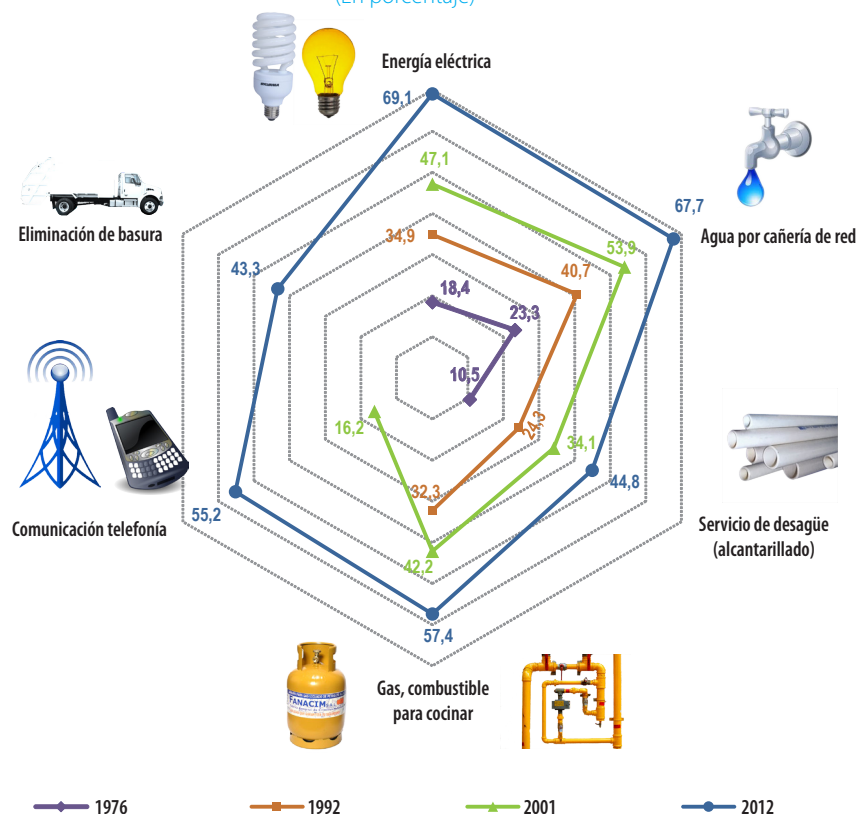 (En porcentaje)
Energía eléctrica
69,1
47,1
67,7
Agua por cañería de red
Eliminación de basura
34,9
53,9
43,3
40,7
18,4
23,3
10,5
16,2
24,3
34,1
32,3
44,8
55,2
Comunicación telefonía
Servicio de desagüe
(alcantarillado)
42,2
57,4
Gas, combustible
para cocinar
FANACIM
1976
1992
2001
2012